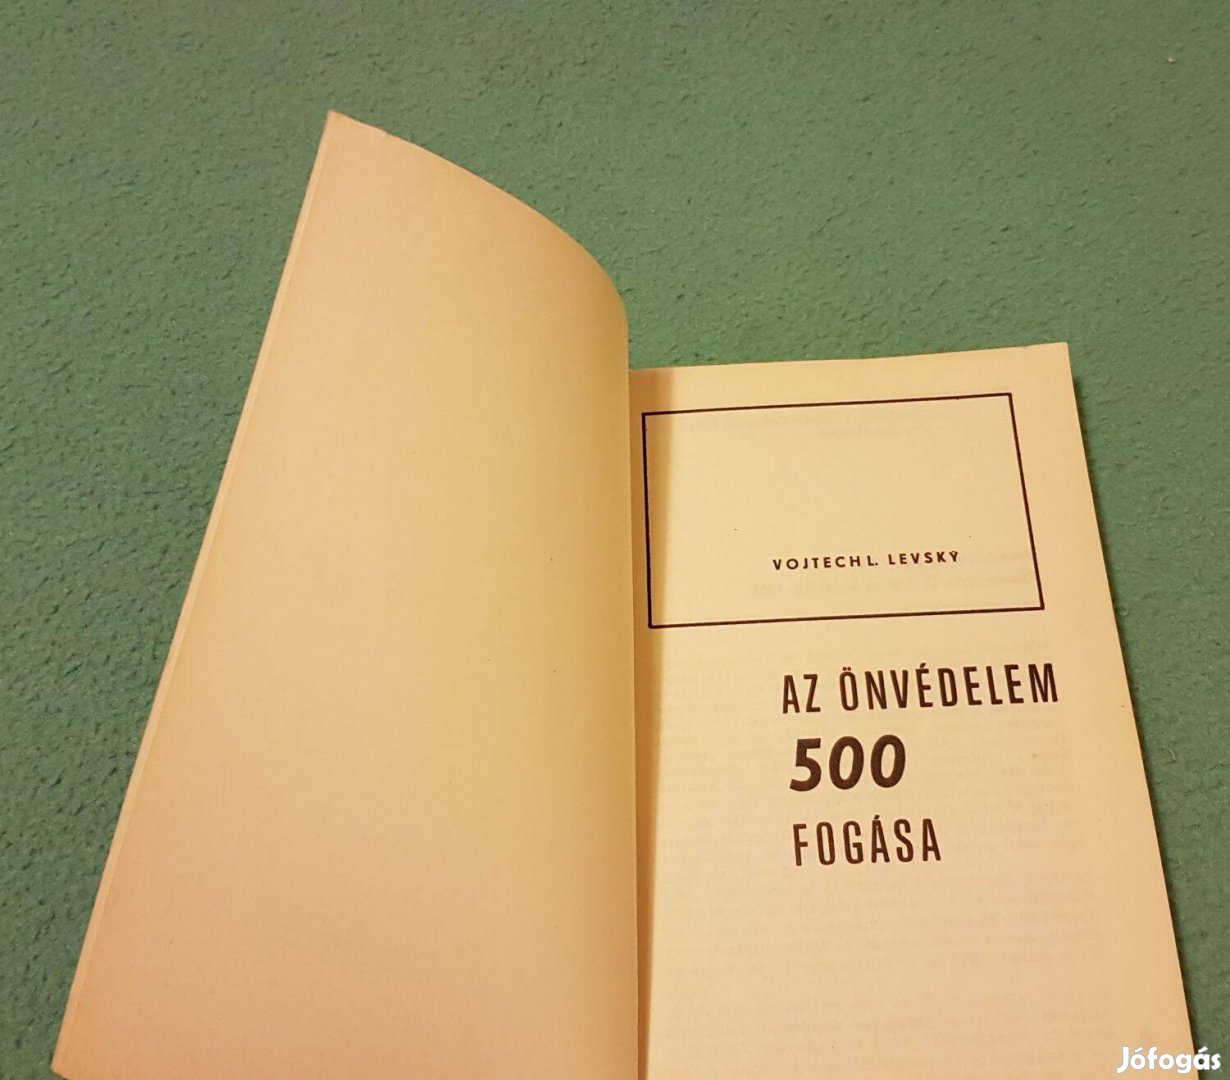 VOJTECH L. LEVSKÝ
AZ ÖNVÉDELEM
500
FOGÁSA
Jófogás